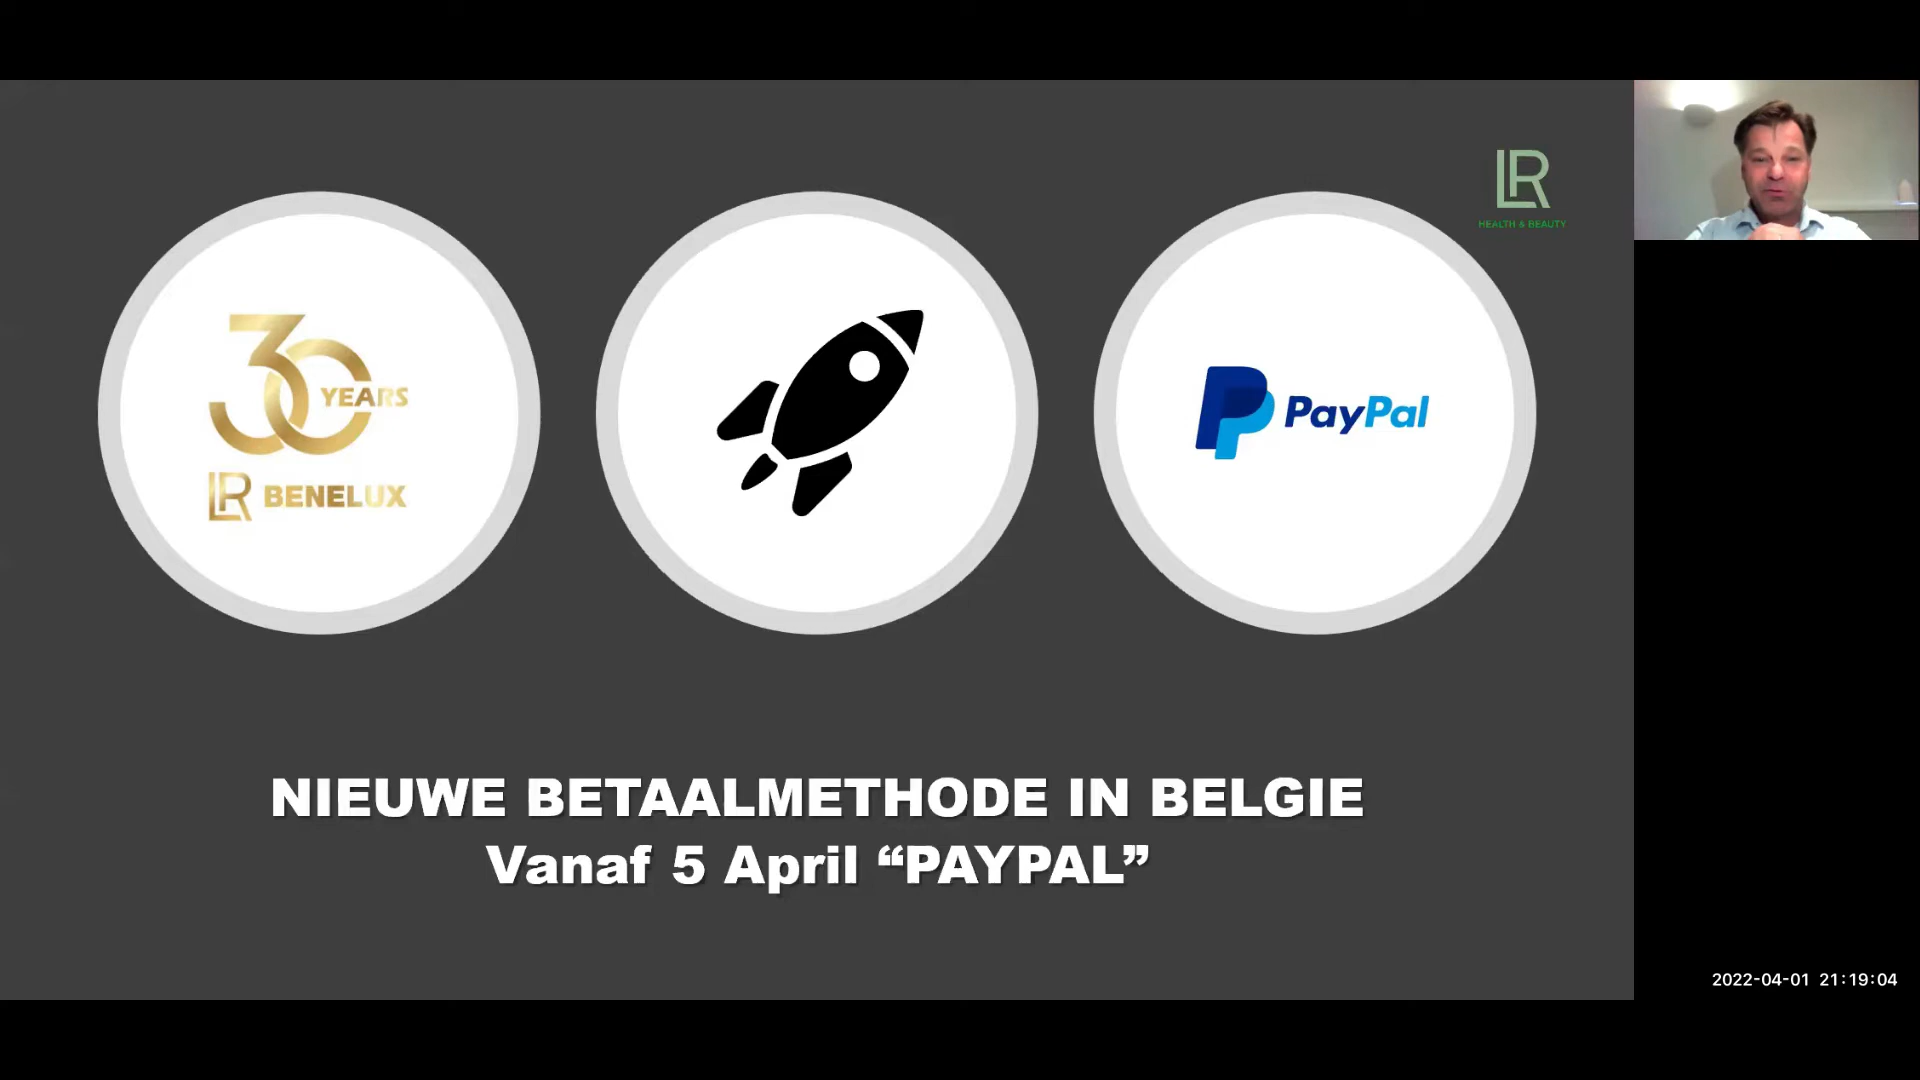 LR
HEALTH & BEAUTY
30
YEARS
LR BENELUX
PayPal
NIEUWE BETAALMETHODE IN BELGIE
Vanaf 5 April “PAYPAL”
2022-04-01 21:19:04